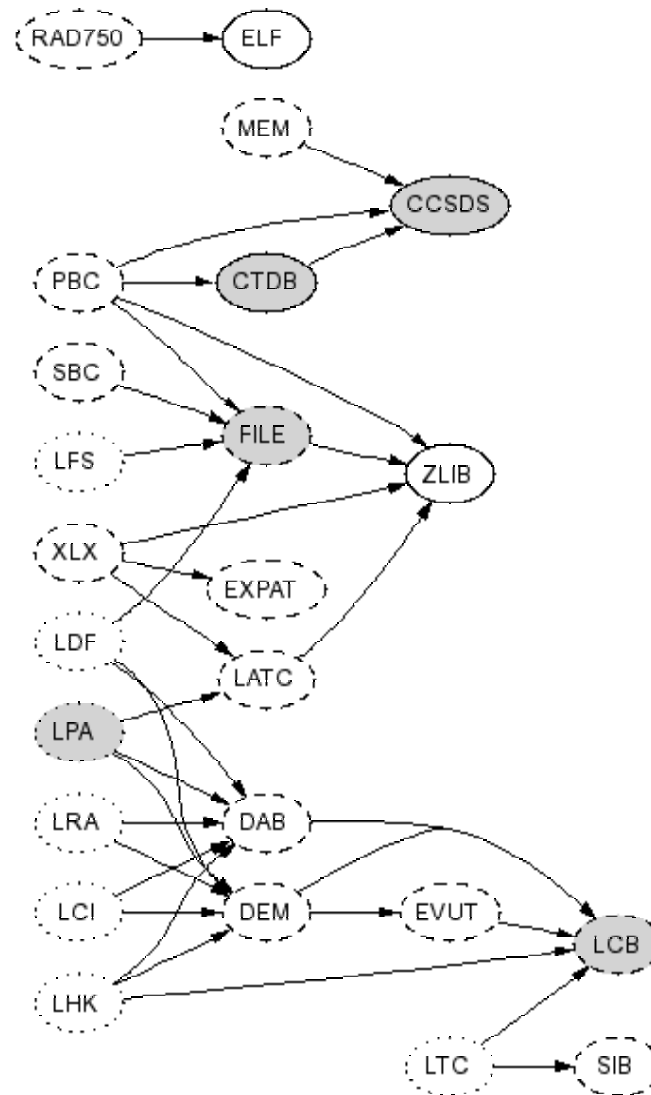 RAD750 ELF
MEM
CCSDS
PBC CTDB
SBC
FILE
LFS
ZLIB
XLX
EXPAT
LDF
LATC
LPA
LRA DAB
LCI DEM EVUT
LCB
LHK
LTC SIB